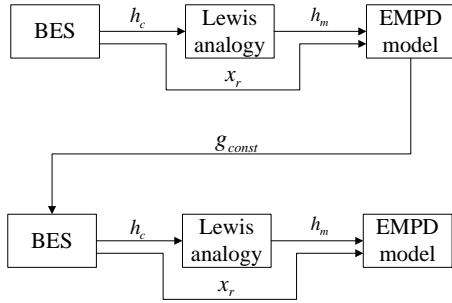 BES
h_c
Lewis
analogy
h_m
EMPD
model
x_r
g_const
BES
h_c
Lewis
analogy
h_m
EMPD
model
x_r